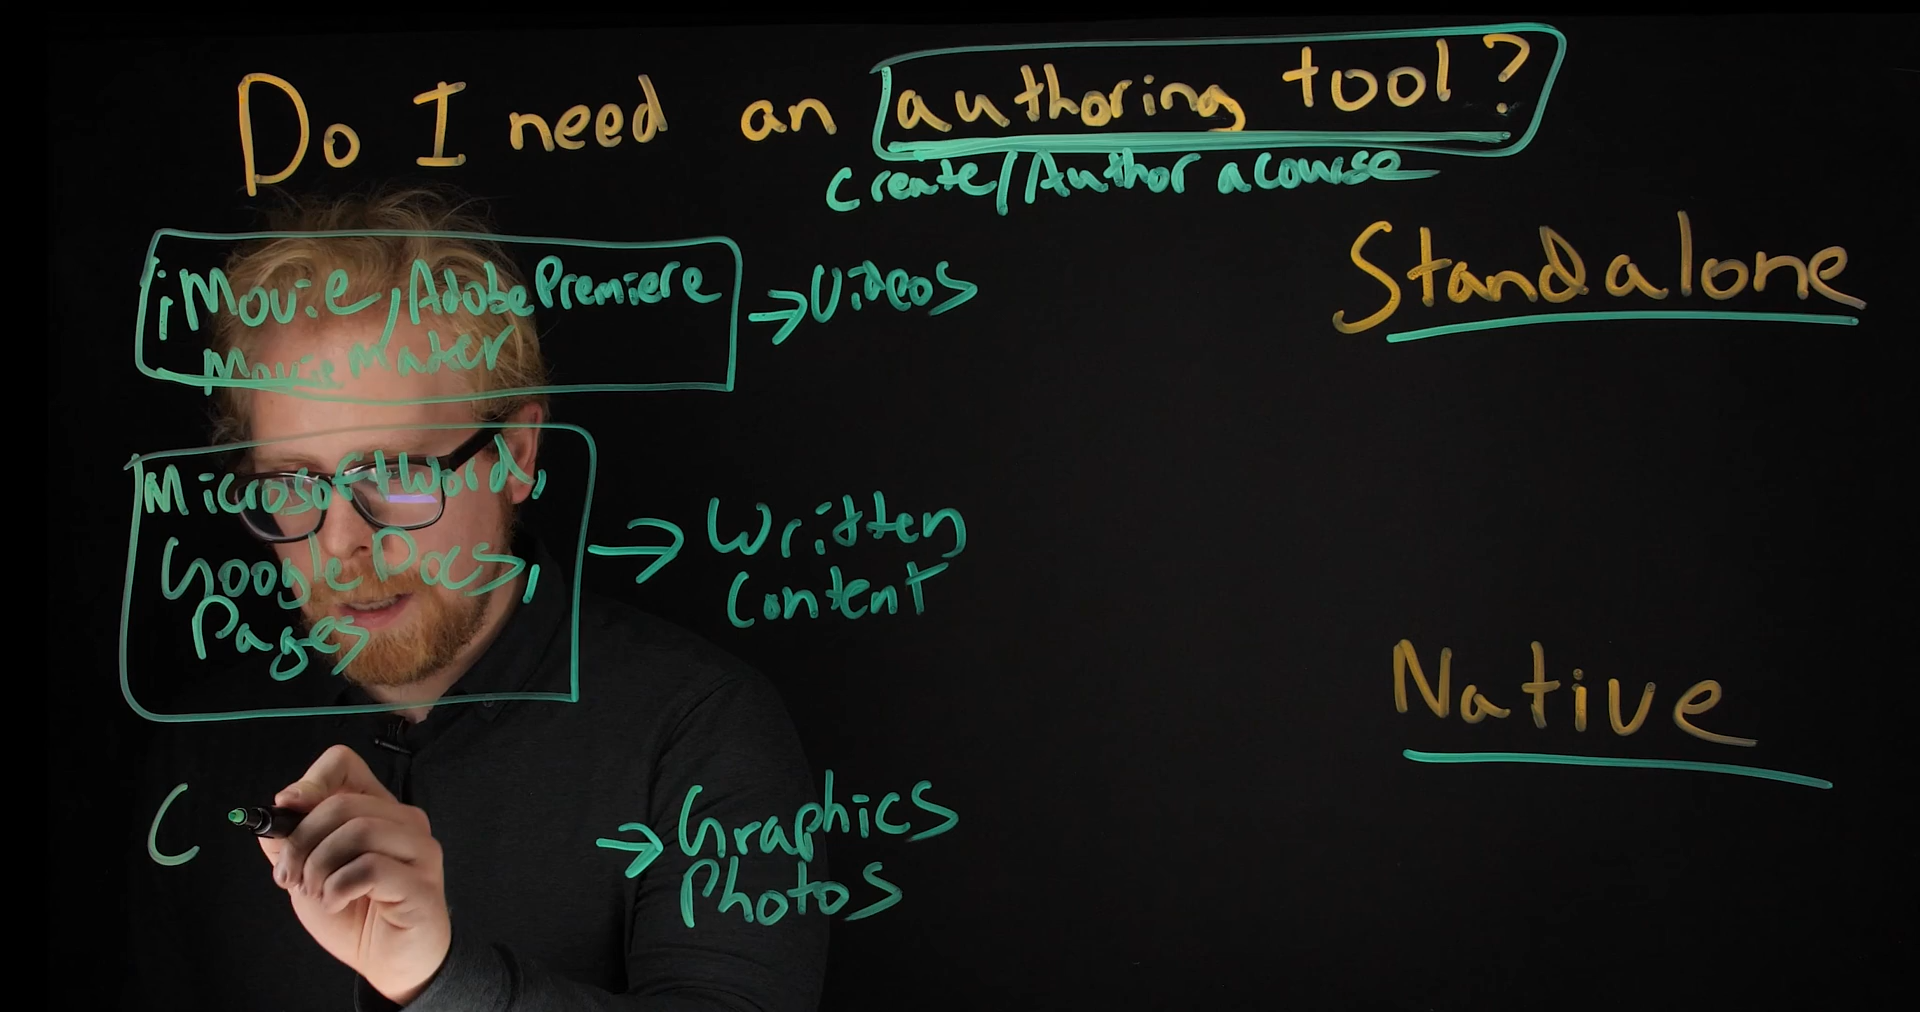 Do I need an authoring tool?
Create/Author a course
Standalone
iMovie, Adobe Premiere
Movie Maker
→ Videos
Microsoft Word,
Google Docs,
Pages
→ Written
Content
Native
C
→ Graphics
Photos